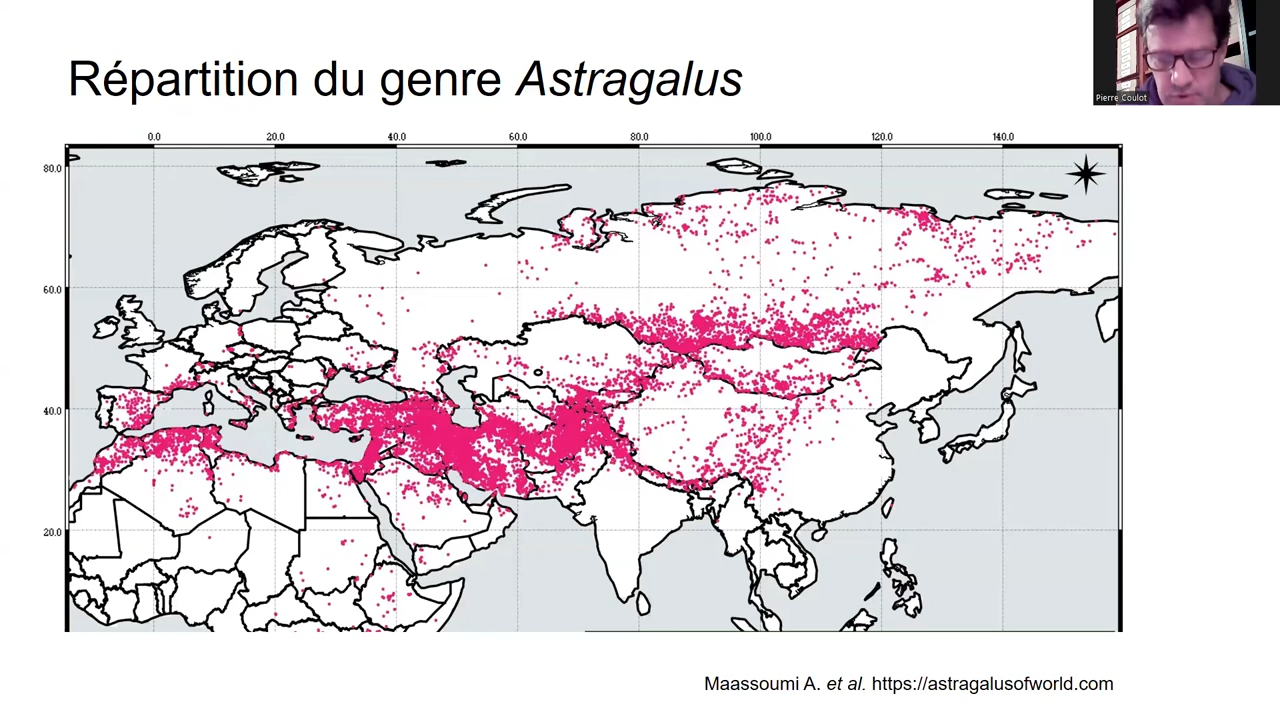 Répartition du genre Astragalus
Pierre Coulot
0.0 20.0 40.0 60.0 80.0 100.0 120.0 140.0
80.0
60.0
40.0
20.0
Maassoumi A. et al. https://astragalusofworld.com